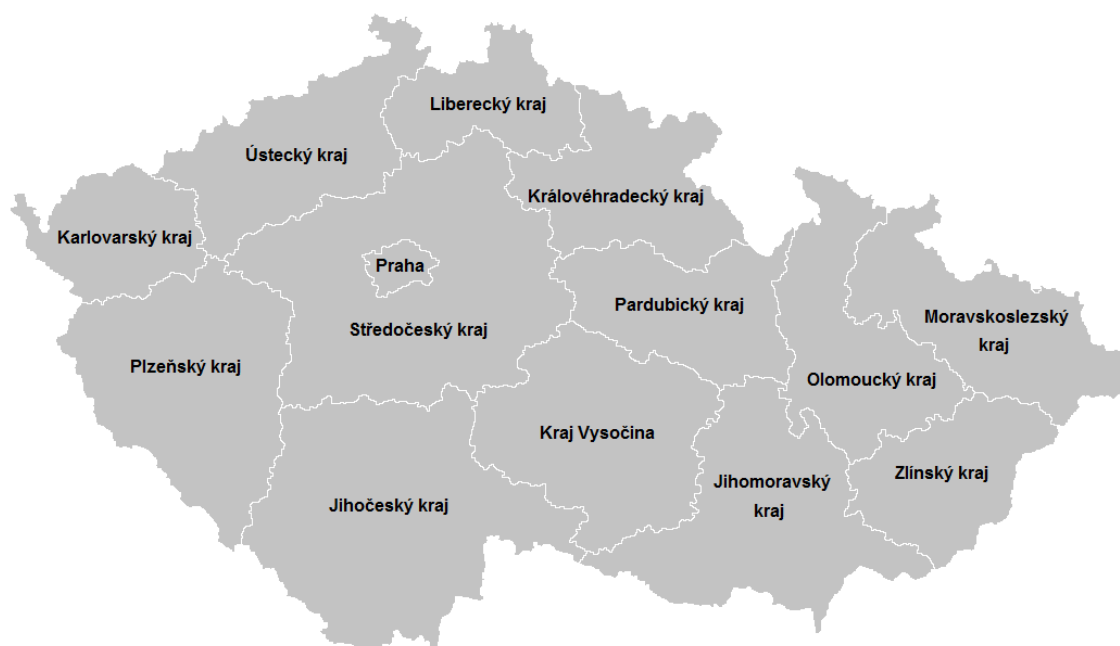 Liberecký kraj
Ústecký kraj
Královéhradecký kraj
Karlovarský kraj
Praha
Pardubický kraj
Moravskoslezský
kraj
Středočeský kraj
Plzeňský kraj
Olomoucký kraj
Kraj Vysočina
Zlínský kraj
Jihomoravský
kraj
Jihočeský kraj